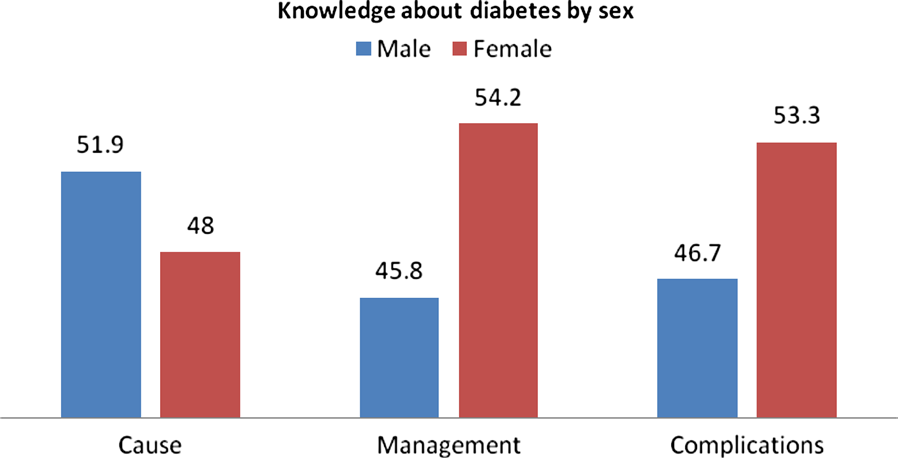 Knowledge about diabetes by sex
Male Female
51.9
48
45.8
54.2
46.7
53.3
Cause Management Complications